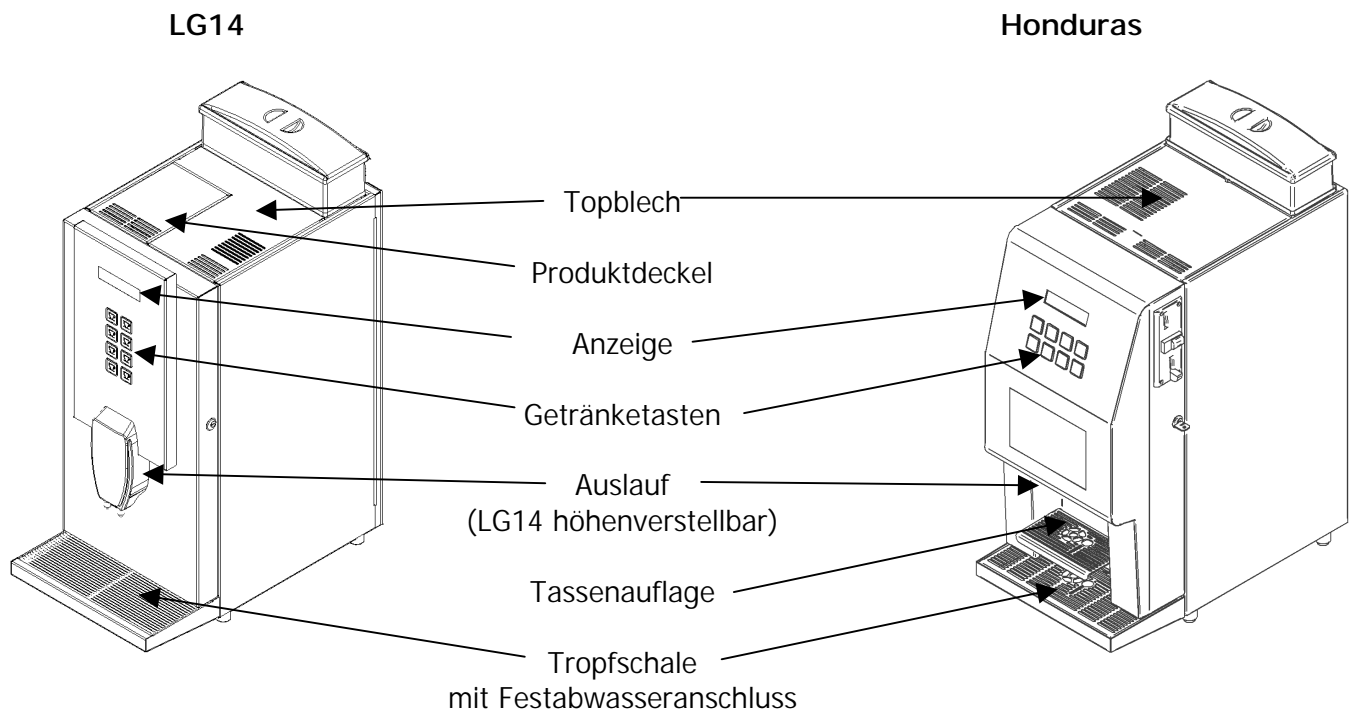 LG14
Honduras
Topblech
Produktdeckel
Anzeige
Getränketasten
Auslauf
(LG14 höhenverstellbar)
Tassenauflage
Tropfschale
mit Festabwasseranschluss